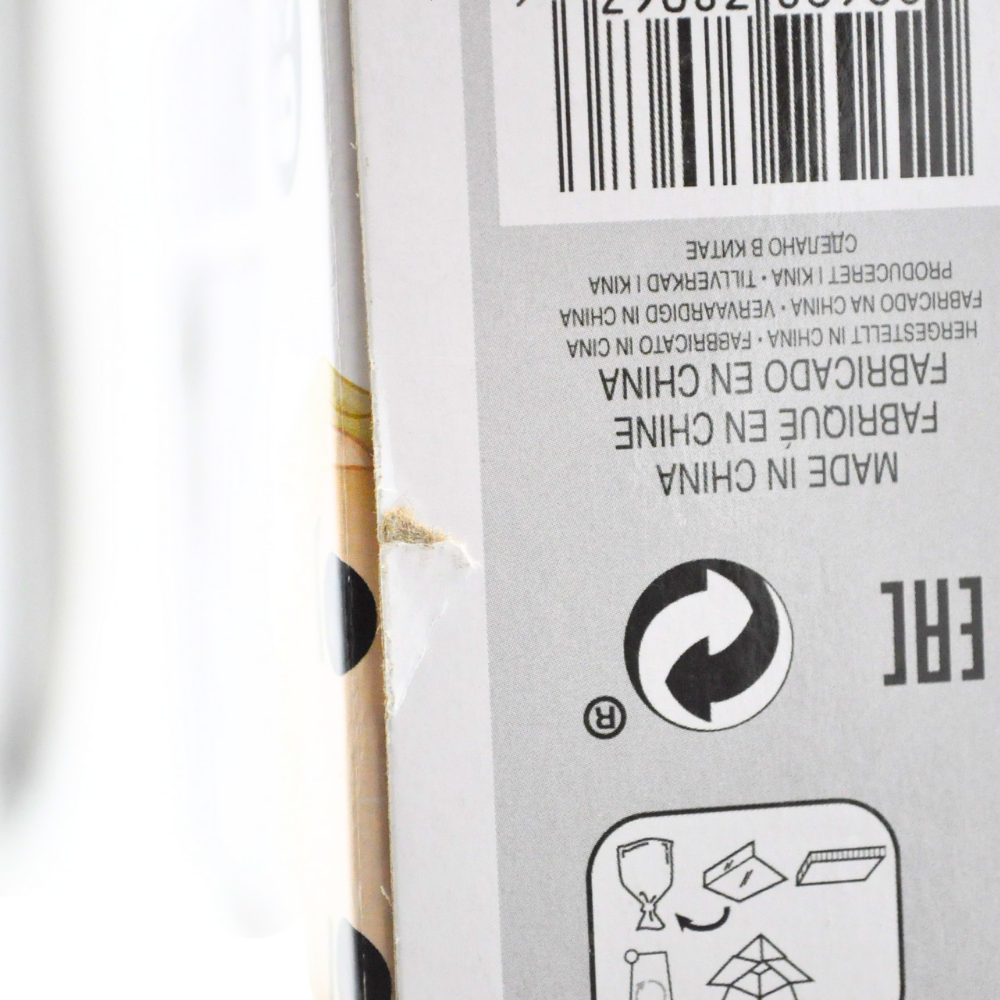 EAC
®
MADE IN CHINA
FABRIQUÉ EN CHINE
FABRICADO EN CHINA
HERGESTELLT IN CHINA · FABBRICATO IN CINA
FABRICADO NA CHINA · VERVAARDIGD IN CHINA
PRODUCERET I KINA · TILLVERKAD I KINA
СДЕЛАНО В КИТАЕ